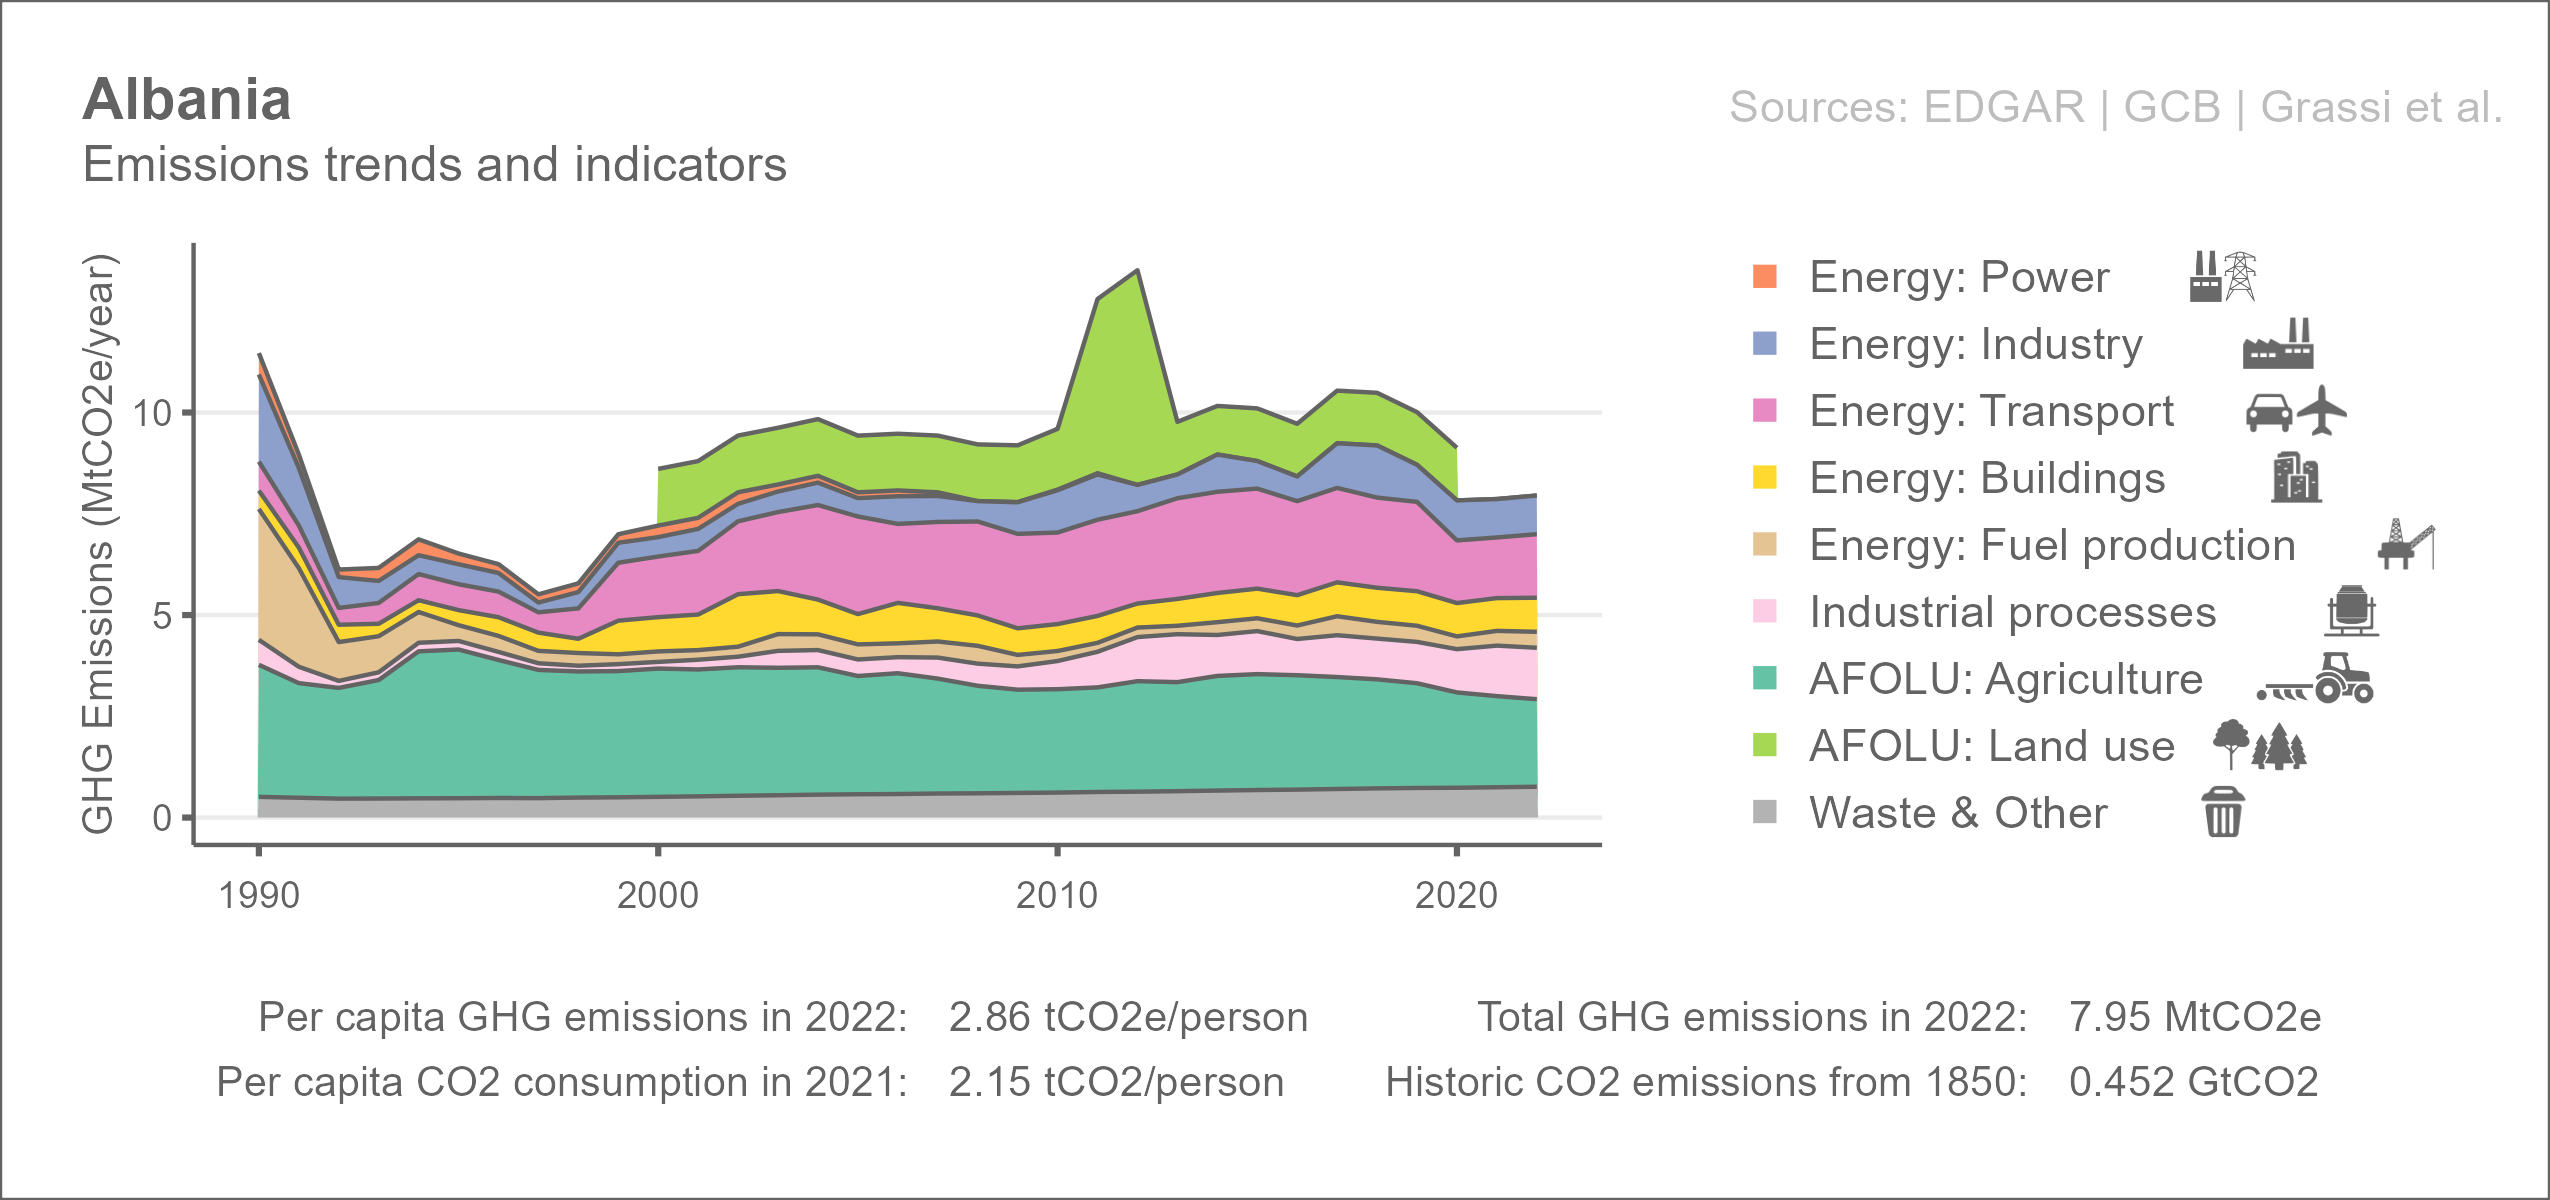 Albania
Sources: EDGAR | GCB | Grassi et al.
Emissions trends and indicators
GHG Emissions (MtCO2e/year)
10
5
0
1990
2000
2010
2020
Energy: Power
Energy: Industry
Energy: Transport
Energy: Buildings
Energy: Fuel production
Industrial processes
AFOLU: Agriculture
AFOLU: Land use
Waste & Other
Per capita GHG emissions in 2022: 2.86 tCO2e/person
Total GHG emissions in 2022: 7.95 MtCO2e
Per capita CO2 consumption in 2021: 2.15 tCO2/person
Historic CO2 emissions from 1850: 0.452 GtCO2